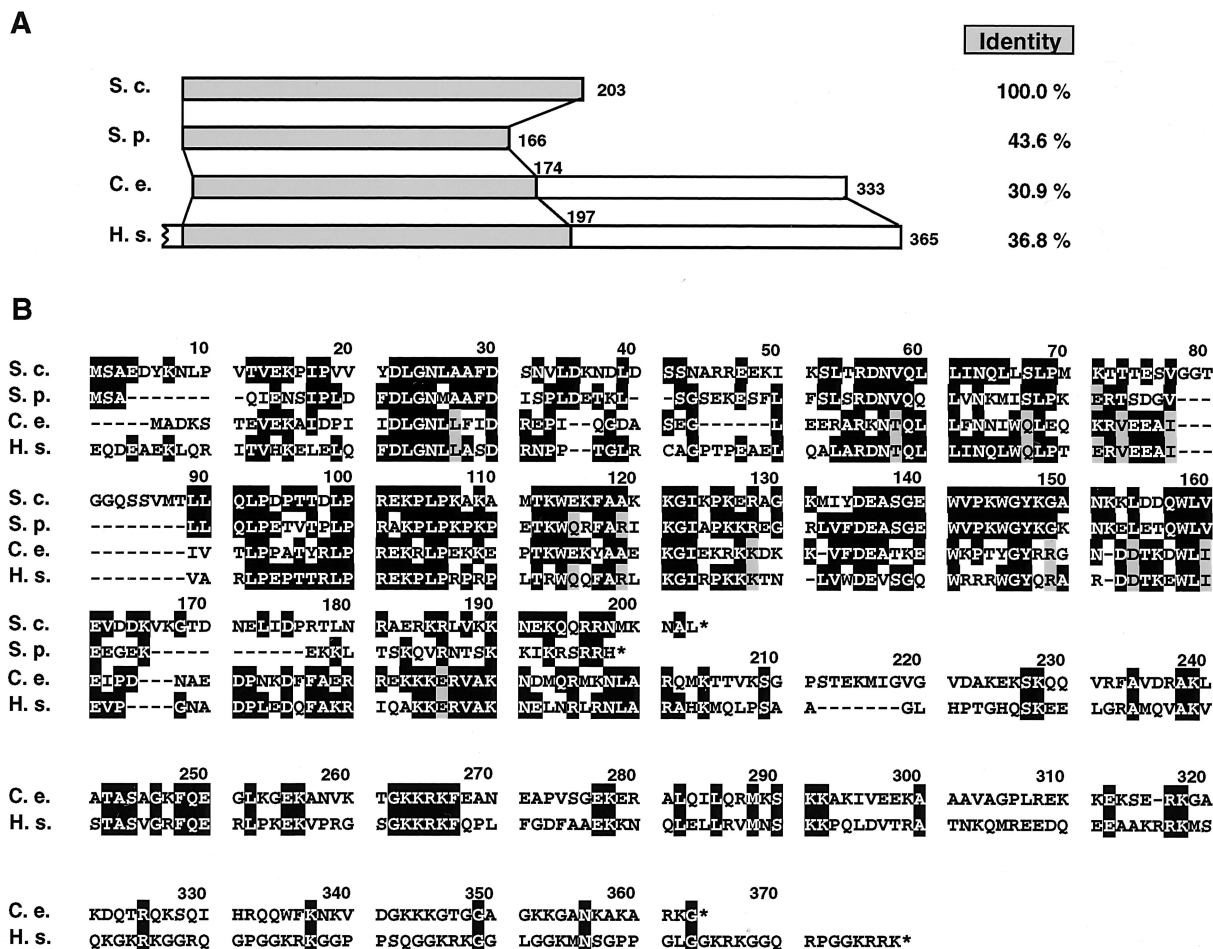 A
Identity
S. c. 203 100.0 %
S. p. 166 43.6 %
174
C. e. 333 30.9 %
197
H. s. 365 36.8 %
B
10 20 30 40 50 60 70 80
S. c. MSAEDYKNLP VTVEKPIPVV YDLGNLAAFD SNVLDKNDLD SSNARREEKI KSLTRDNVQL LINQLLSLPM KTTTESVGGT
S. p. MSA------- -QIENSIPLD FDLGNMAAFD ISPLDETKL- -SGSEKESFL FSLSRDNVQQ LVNKMISLPK ERTSDGV---
C. e. -----MADKS TEVEKAIDPI IDLGNLLFID REPI--QGDA SEG------L EERARKNTQL LFNNIWQLEQ KRVEEAI---
H. s. EQDEAEKLQR ITVHKELELQ FDLGNLLASD RNPP--TGLR CAGPTPEAEL QALARDNTQL LINQLWQLPT ERVEEAI---
90 100 110 120 130 140 150 160
S. c. GGQSSVMTLL QLPDPTTDLP REKPLPKAKA MTKWEKFAAK KGIKPKERAG KMIYDEASGE WVPKWGYKGA NKKLDDQWLV
S. p. --------LL QLPETVTPLP RAKPLPKPKP ETKWQRFARI KGIAPKKREG RLVFDEASGE WVPKWGYKGK NKELETQWLV
C. e. --------IV TLPPATYRLP REKRLPEKKE PTKWEKYAAE KGIEKRKKDK K-VFDEATKE WKPTYGYRRG N-DDTKDWLI
H. s. --------VA RLPEPTTRLP REKPLPRPRP LTRWQQFARL KGIRPKKKTN -LVWDEVSGQ WRRRWGYQRA R-DDTKEWLI
170 180 190 200
S. c. EVDDKVKGTD NELIDPRTLN RAERKRLVKK NEKQQRRNMK NAL*
S. p. EEGEK----- ------EKKL TSKQVRNTSK KIKRSRRH*
210 220 230 240
C. e. EIPD---NAE DPNKDFFAER REKKKERVAK NDMQRMKNLA RQMKTTVKSG PSTEKMIGVG VDAKEKSKQQ VRFAVDRAKL
H. s. EVP----GNA DPLEDQFAKR IQAKKERVAK NELNRLRNLA RAHKMQLPSA A------GL HPTGHQSKEE LGRAMQVAKV
250 260 270 280 290 300 310 320
C. e. ATASAGKFQE GLKGEKANVK TGKKRKFEAN EAPVSGEKER ALQILQRMKS KKAKIVEEKA AAVAGPLREK KEKSE-RKGA
H. s. STASVGRFQE RLPKEKVPRG SGKKRKFQPL FGDFAAEKKN QLELLRVMNS KKPQLDVTRA TNKQMREEDQ EEAAKRRKMS
330 340 350 360 370
C. e. KDQTRQKSQI HRQQWFKNKV DGKKKGTGGA GKKGANKAKA RKG*
H. s. QKGKRKGGRQ GPGGKRKGGP PSQGGKRKGG LGGKMNSGPP GLGGKRKGGQ RPGGKRRK*